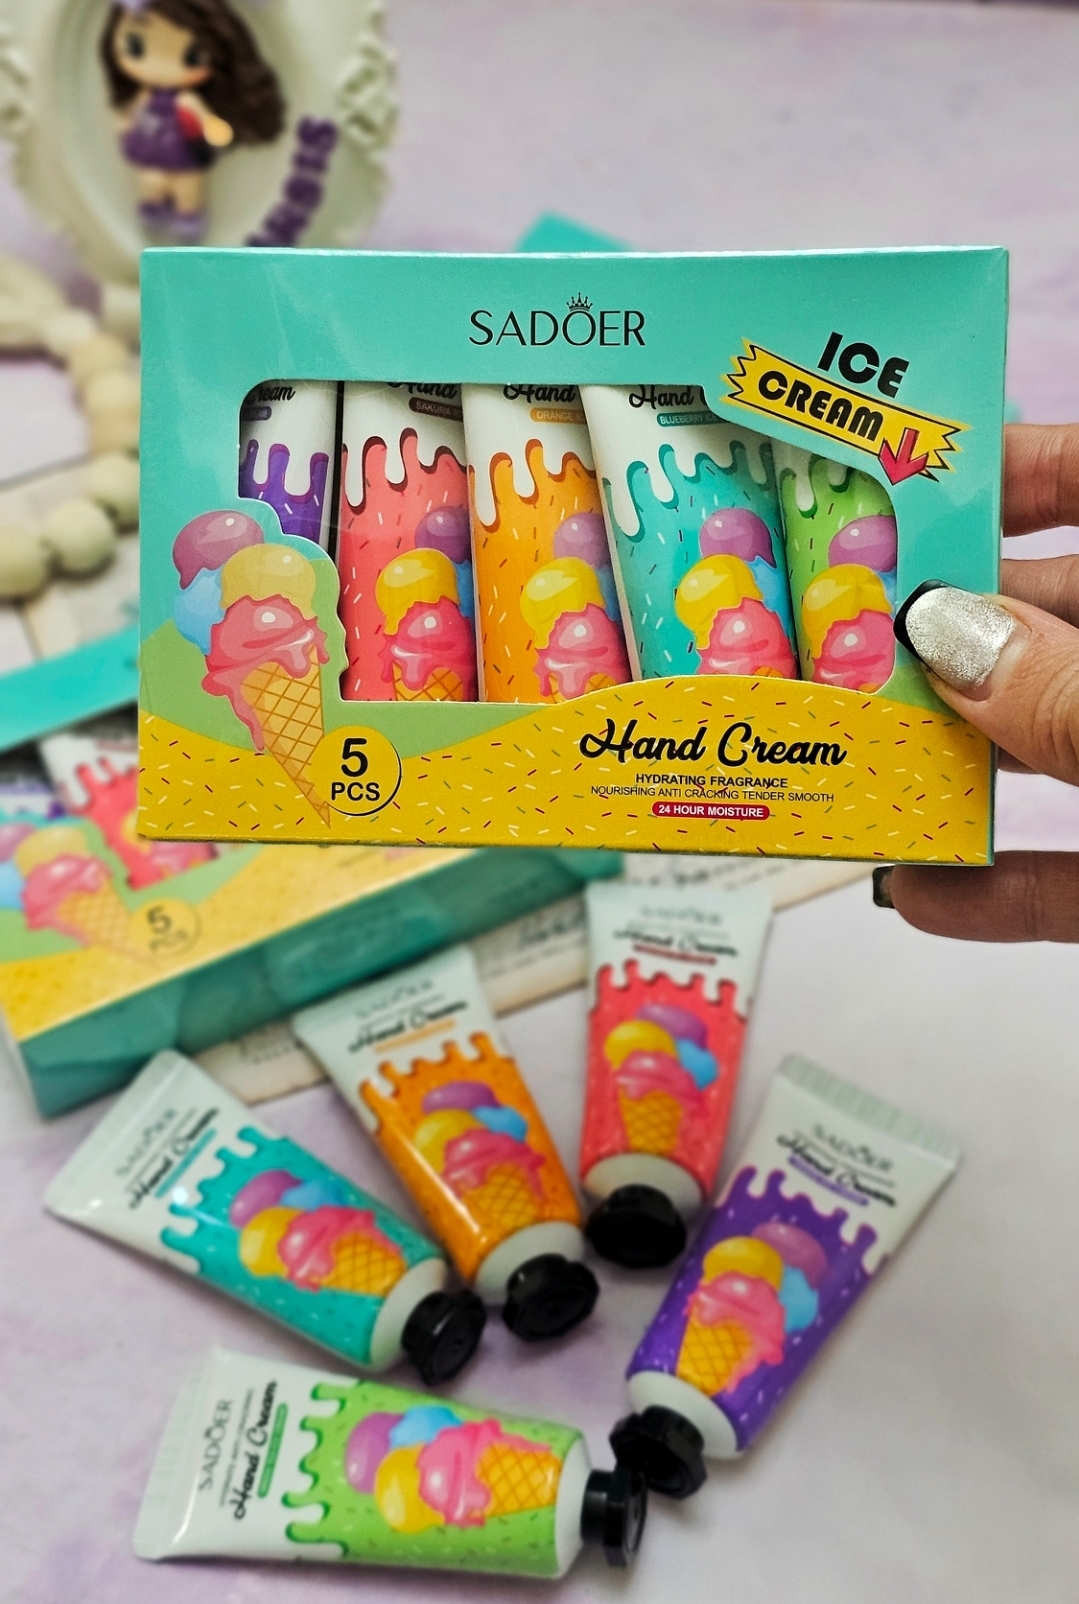 SADOER
ICE
CREAM
Hand
SAKURA
Hand
ORANGE
Hand
BLUEBERRY
5
PCS
Hand Cream
HYDRATING FRAGRANCE
NOURISHING ANTI CRACKING TENDER SMOOTH
24 HOUR MOISTURE
5
PCS
SADOER
Hand Cream
SADOER
Hand Cream
SADOER
Hand Cream
SADOER
Hand Cream
SADOER
Hand Cream